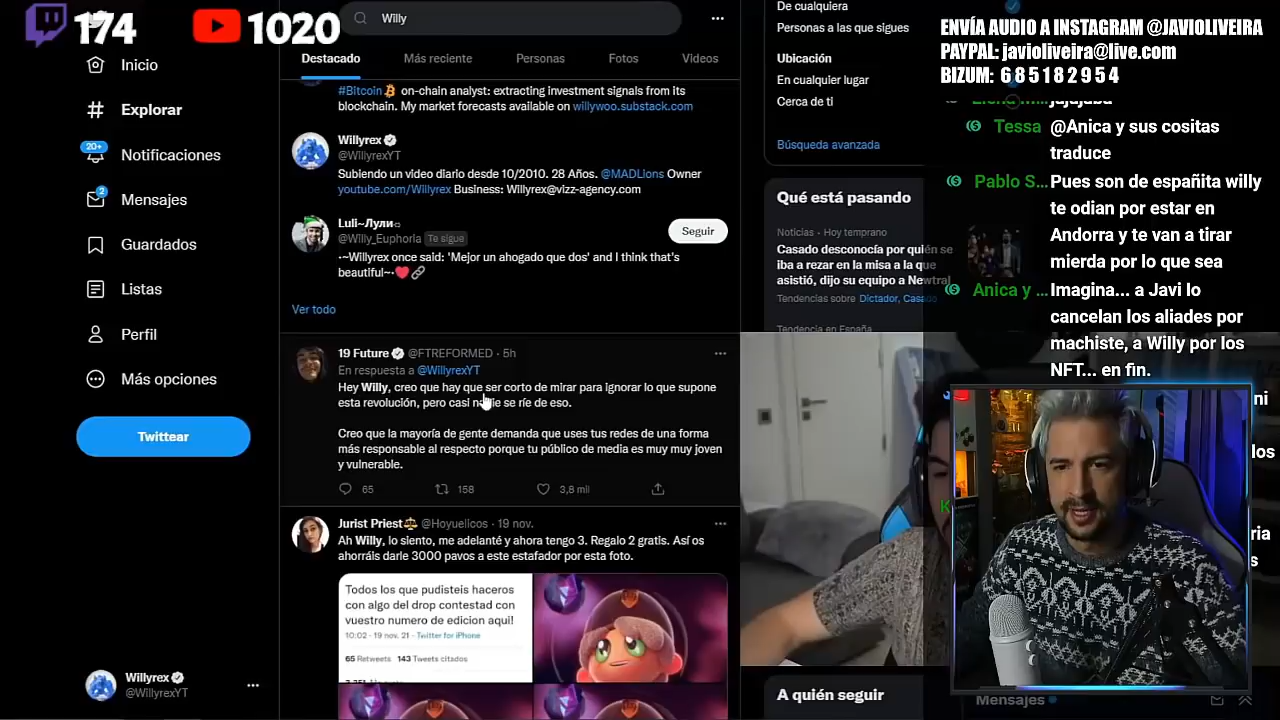 174
1020
Willy
Destacado
Más reciente
Personas
Fotos
Videos
Inicio
Explorar
20+
Notificaciones
2
Mensajes
Guardados
Listas
Perfil
Más opciones
Twittear
Willyrex
@WillyrexYT
#Bitcoin on-chain analyst: extracting investment signals from its
blockchain. My market forecasts available on willywoo.substack.com
Willyrex
@WillyrexYT
Subiendo un video diario desde 10/2010. 28 Años. @MADLions Owner
youtube.com/Willyrex Business: Willyrex@vizz-agency.com
Luli~Лули
@Willy_Euphoria Te sigue
Seguir
·~Willyrex once said: 'Mejor un ahogado que dos' and I think that's
beautiful~·
Ver todo
19 Future @FTREFORMED · 5h
En respuesta a @WillyrexYT
Hey Willy, creo que hay que ser corto de mirar para ignorar lo que supone
esta revolución, pero casi nadie se ríe de eso.
Creo que la mayoría de gente demanda que uses tus redes de una forma
más responsable al respecto porque tu público de media es muy muy joven
y vulnerable.
65
158
3,8 mil
Jurist Priest @Hoyuelicos · 19 nov.
Ah Willy, lo siento, me adelanté y ahora tengo 3. Regalo 2 gratis. Así os
ahorráis darle 3000 pavos a este estafador por esta foto.
Todos los que pudisteis haceros
con algo del drop contestad con
vuestro numero de edicion aqui!
10:02 · 19 nov. 21 · Twitter for iPhone
65 Retweets 143 Tweets citados
De cualquiera
Personas a las que sigues
Ubicación
En cualquier lugar
Cerca de ti
Búsqueda avanzada
Qué está pasando
Noticias · Hoy temprano
Casado desconocía por quién se
iba a rezar en la misa a la que
asistió, dijo su equipo a Newtral
Tendencias sobre Dictador, Casado
Tendencia en España
A quién seguir
Mensajes
ENVÍA AUDIO A INSTAGRAM @JAVIOLIVEIRA
PAYPAL: javioliveira@live.com
BIZUM: 685182954
jajajaba
Tessa @Anica y sus cositas
traduce
Pablo S... Pues son de españita willy
te odian por estar en
Andorra y te van a tirar
mierda por lo que sea
Anica y ... Imagina... a Javi lo
cancelan los aliades por
machiste, a Willy por los
NFT... en fin.